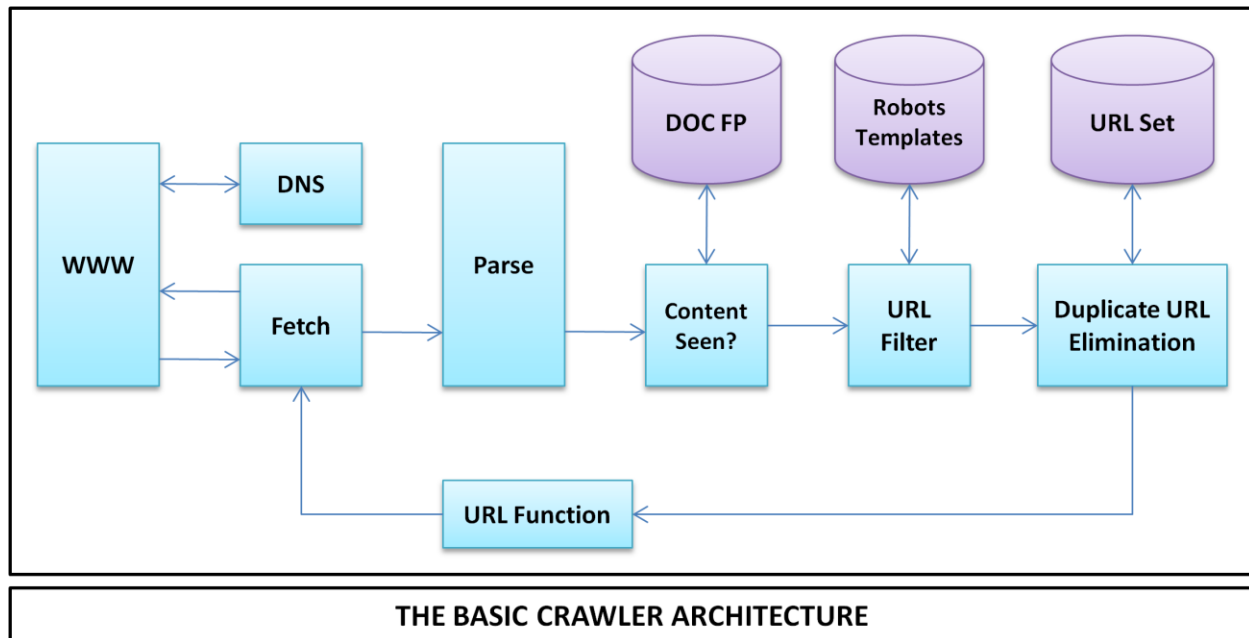 DOC FP
Robots
Templates
URL Set
DNS
WWW
Parse
Fetch
Content
Seen?
URL
Filter
Duplicate URL
Elimination
URL Function
THE BASIC CRAWLER ARCHITECTURE